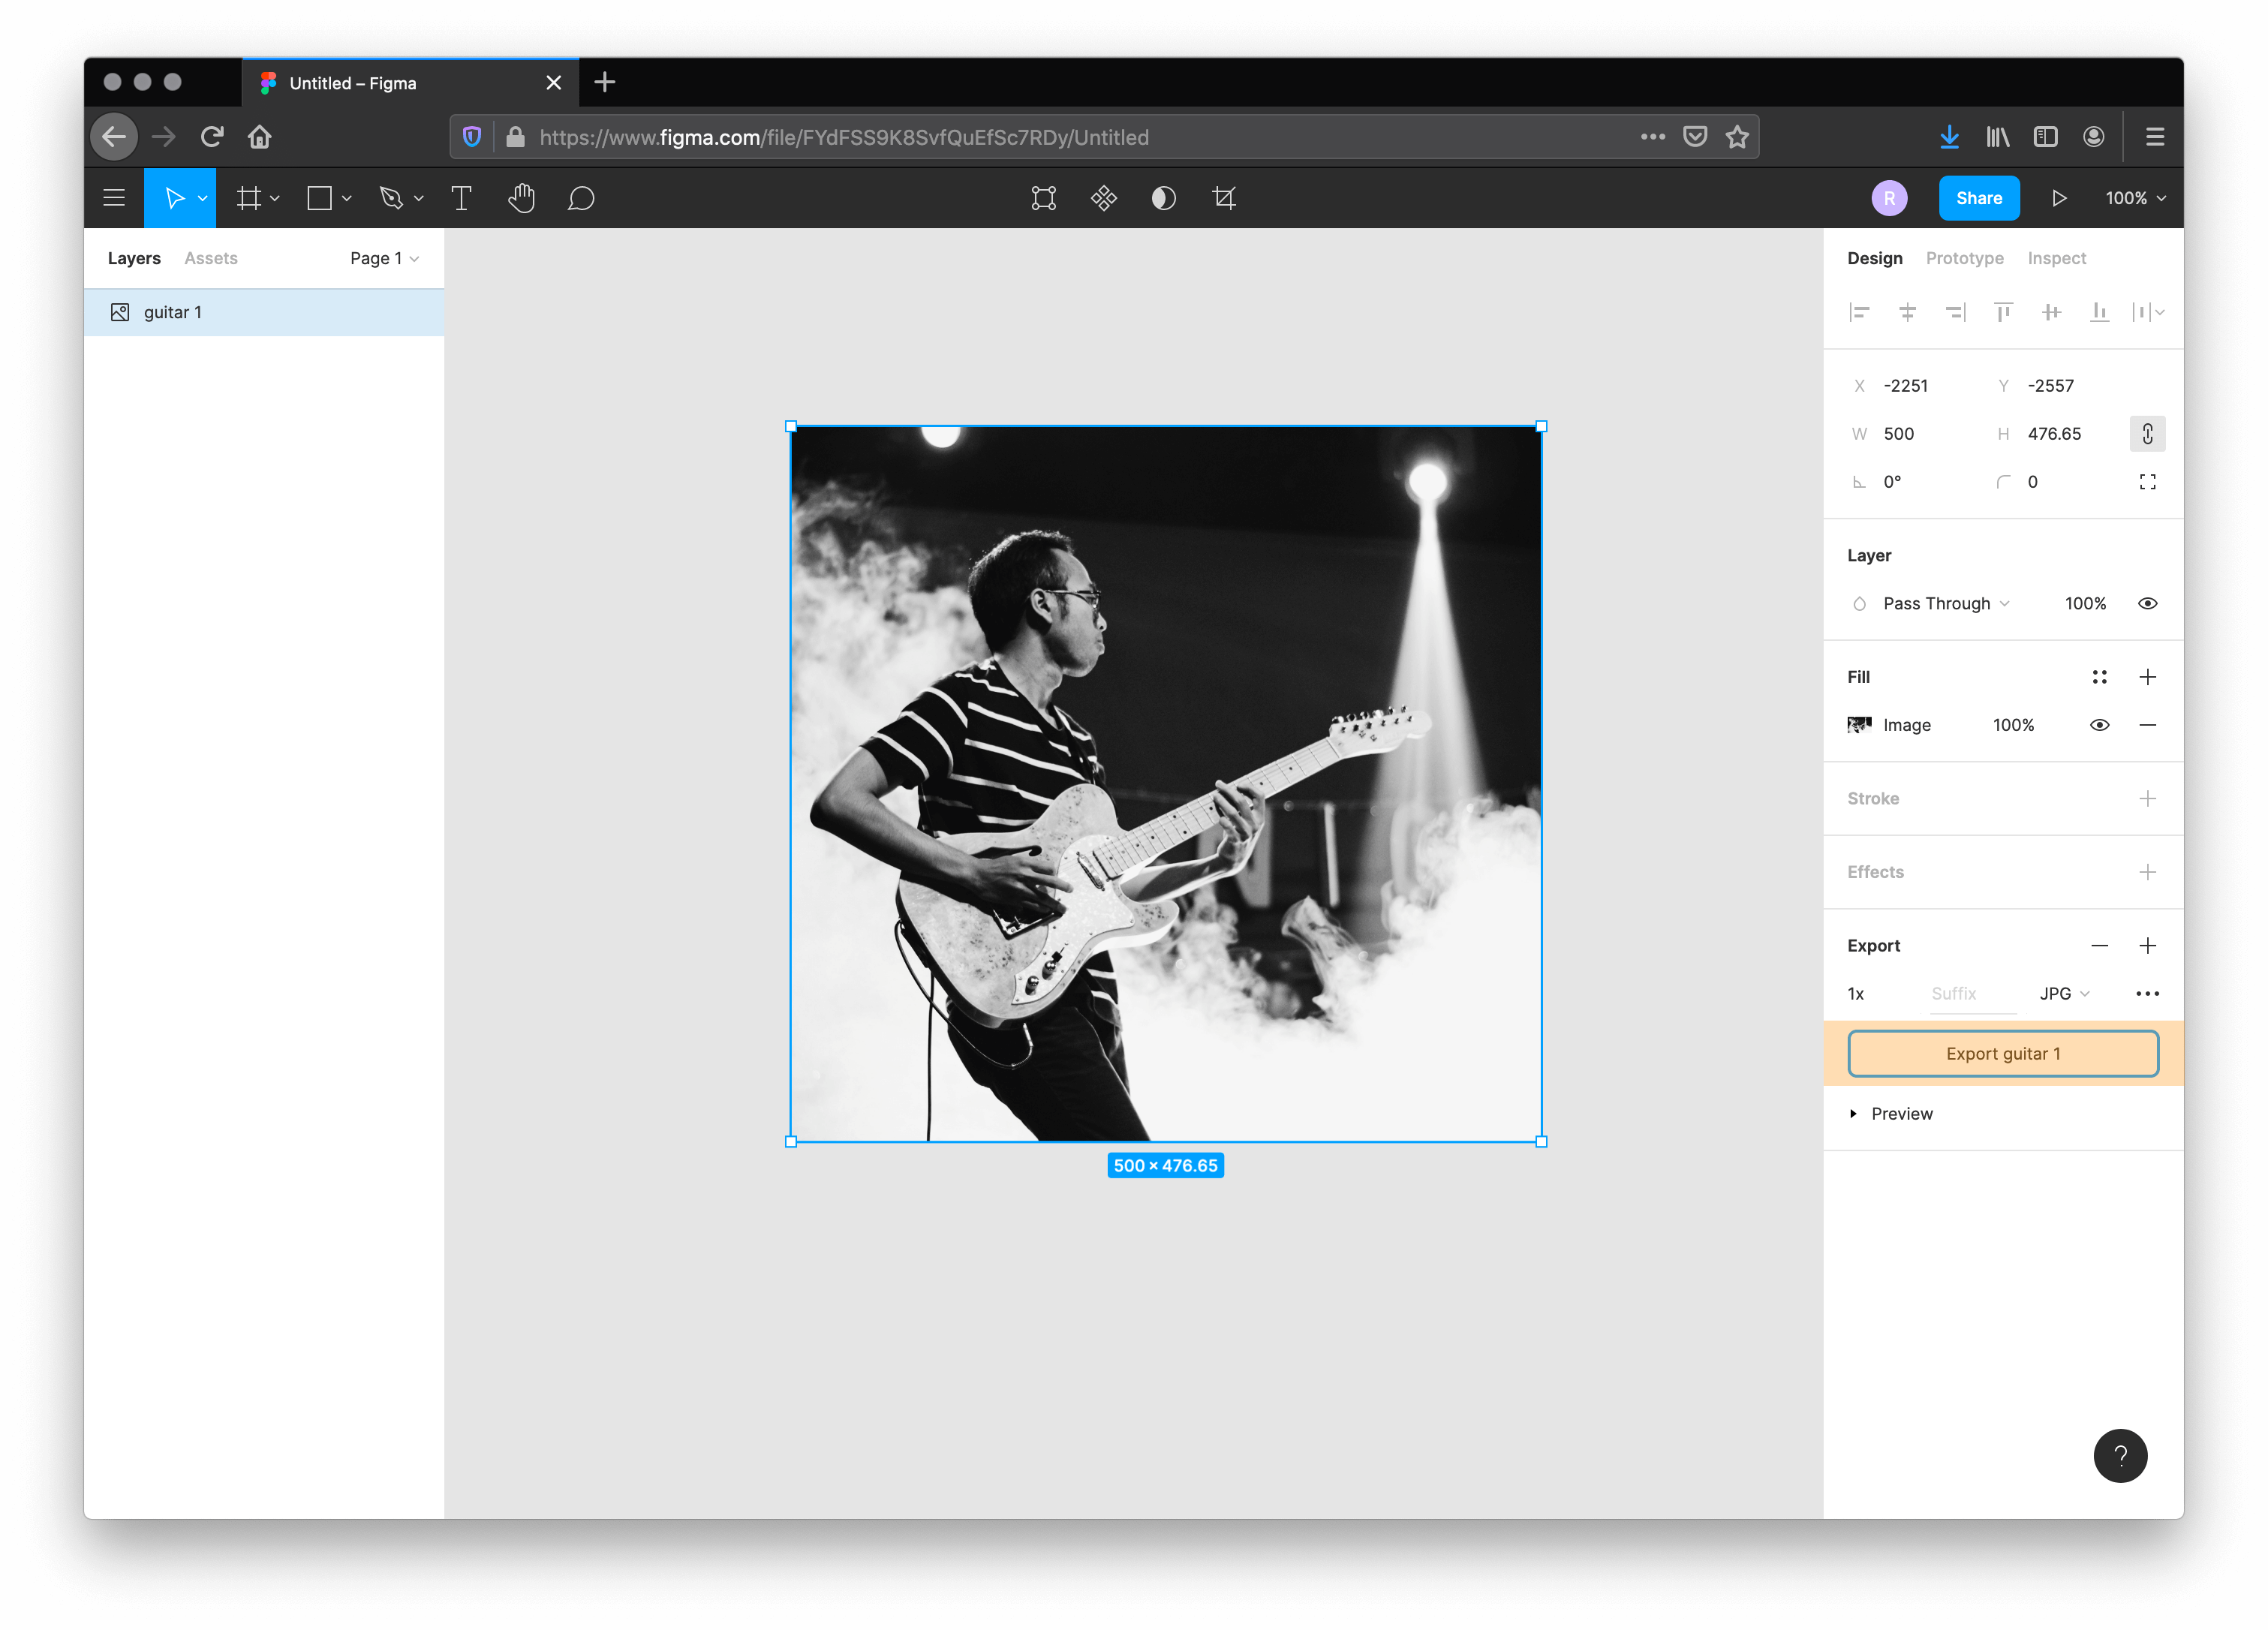 Untitled – Figma
https://www.figma.com/file/FYdFSS9K8SvfQuEfSc7RDy/Untitled
R
Share
100%
Layers
Assets
Page 1
guitar 1
500 × 476.65
Design
Prototype
Inspect
X -2251
Y -2557
W 500
H 476.65
0°
0
Layer
Pass Through
100%
Fill
Image
100%
Stroke
Effects
Export
1x
Suffix
JPG
Export guitar 1
Preview
?